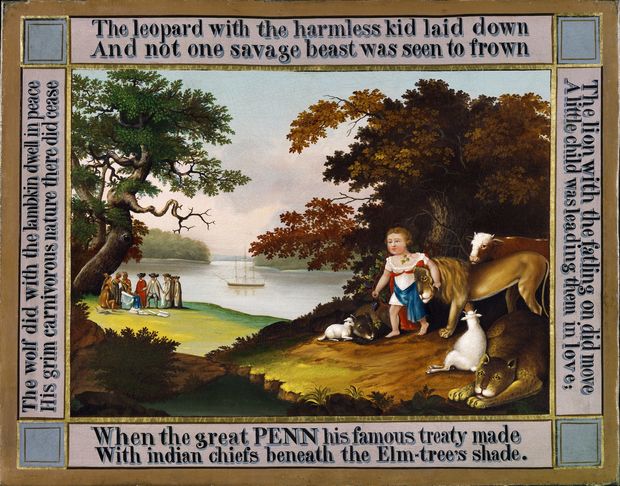 The leopard with the harmless kid laid down
And not one savage beast was seen to frown
The wolf did with the lambkin dwell in peace
His grim carnivorous nature there did cease
The lion with the fatling on did move
A little child was leading them in love;
When the great PENN his famous treaty made
With indian chiefs beneath the Elm-tree's shade.